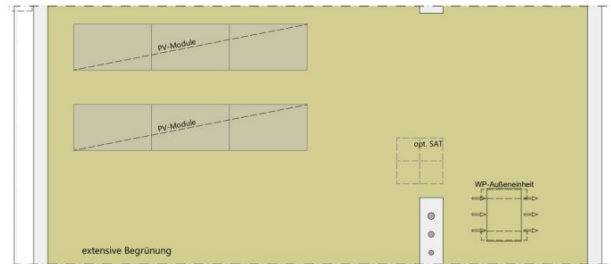 PV-Module
PV-Module
opt. SAT
WP-Außeneinheit
extensive Begrünung